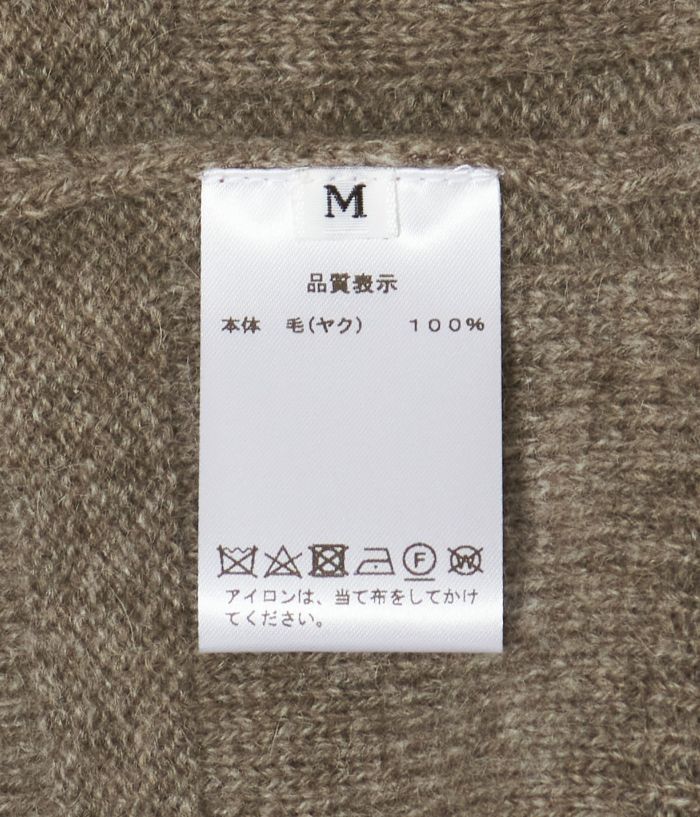 M
品質表示
本体　毛(ヤク)　　１００%
F W
アイロンは、当て布をしてかけ
てください。